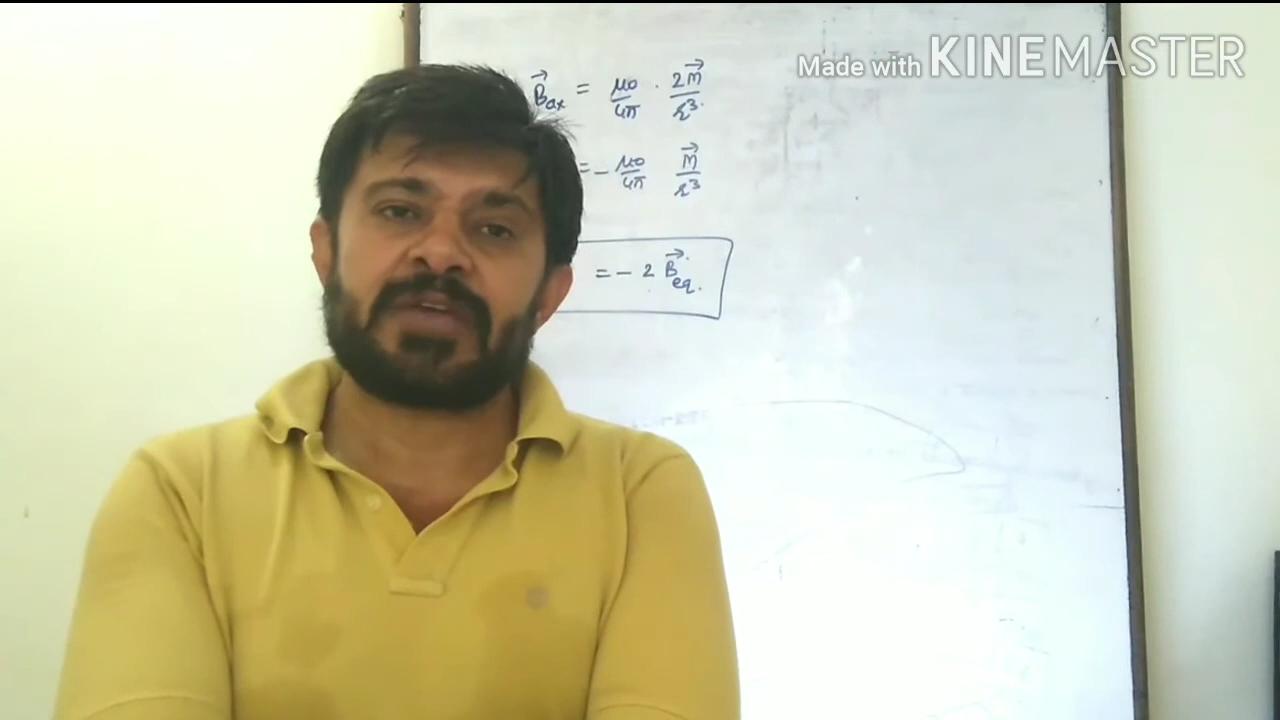 Made with KINEMASTER
B⃗ax = μ0/4π · 2M⃗/r³
= − μ0/4π M⃗/r³
= − 2 B⃗eq.